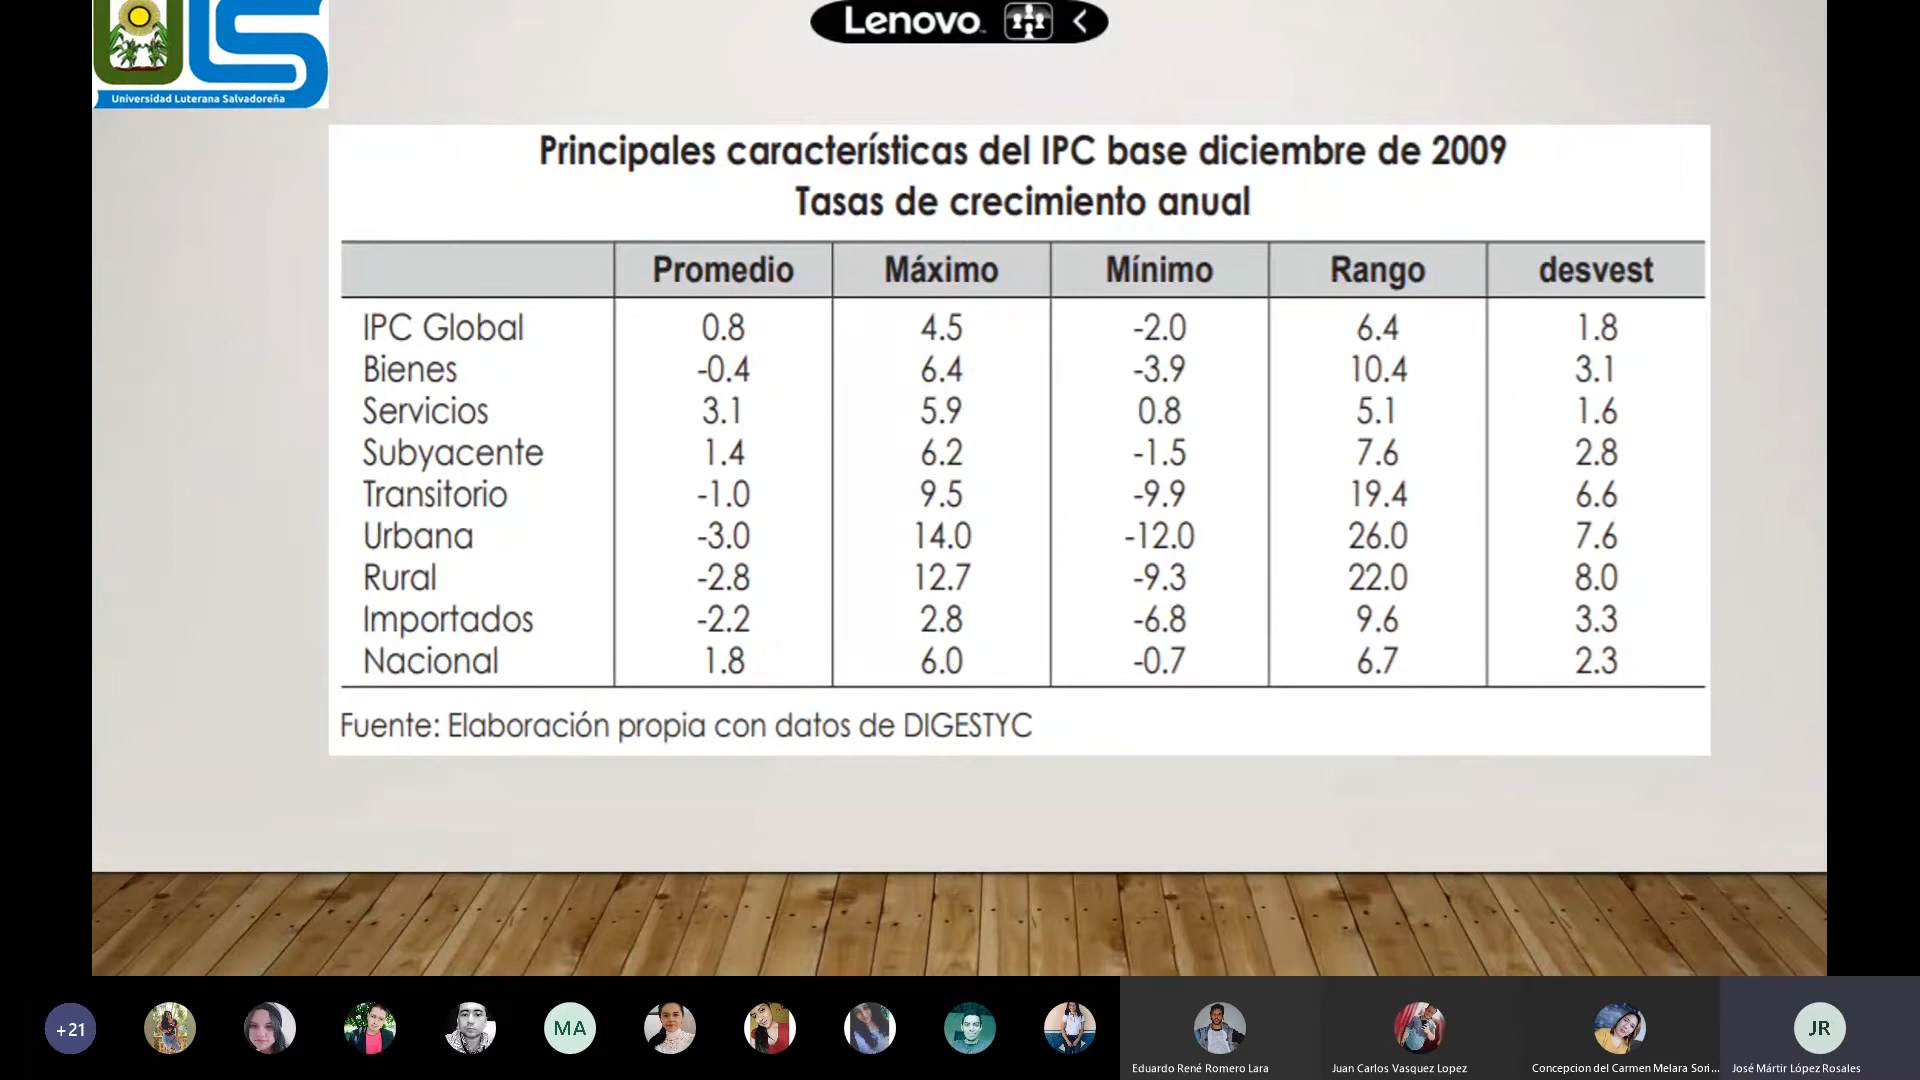 Lenovo
Universidad Luterana Salvadoreña
Principales características del IPC base diciembre de 2009
Tasas de crecimiento anual
Promedio Máximo Mínimo Rango desvest
IPC Global 0.8 4.5 -2.0 6.4 1.8
Bienes -0.4 6.4 -3.9 10.4 3.1
Servicios 3.1 5.9 0.8 5.1 1.6
Subyacente 1.4 6.2 -1.5 7.6 2.8
Transitorio -1.0 9.5 -9.9 19.4 6.6
Urbana -3.0 14.0 -12.0 26.0 7.6
Rural -2.8 12.7 -9.3 22.0 8.0
Importados -2.2 2.8 -6.8 9.6 3.3
Nacional 1.8 6.0 -0.7 6.7 2.3
Fuente: Elaboración propia con datos de DIGESTYC
+21
MA
JR
Eduardo René Romero Lara
Juan Carlos Vasquez Lopez
Concepcion del Carmen Melara Sori...
José Mártir López Rosales